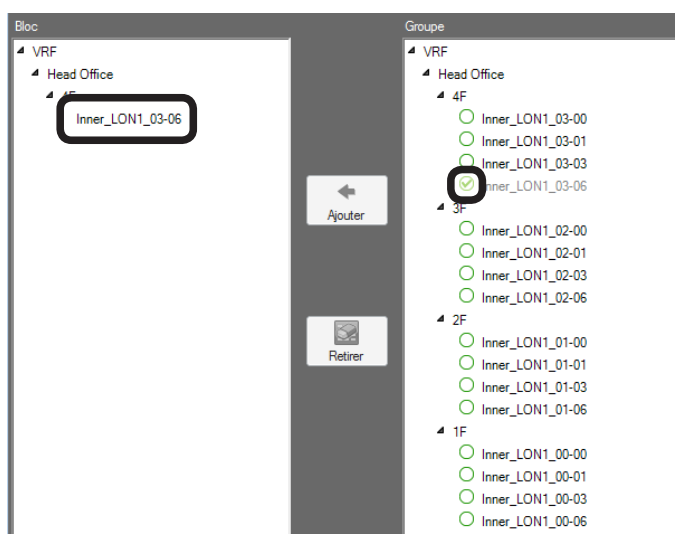 Bloc
VRF
Head Office
Inner_LON1_03-06
Ajouter
Retirer
Groupe
VRF
Head Office
4F
Inner_LON1_03-00
Inner_LON1_03-01
Inner_LON1_03-03
Inner_LON1_03-06
3F
Inner_LON1_02-00
Inner_LON1_02-01
Inner_LON1_02-03
Inner_LON1_02-06
2F
Inner_LON1_01-00
Inner_LON1_01-01
Inner_LON1_01-03
Inner_LON1_01-06
1F
Inner_LON1_00-00
Inner_LON1_00-01
Inner_LON1_00-03
Inner_LON1_00-06